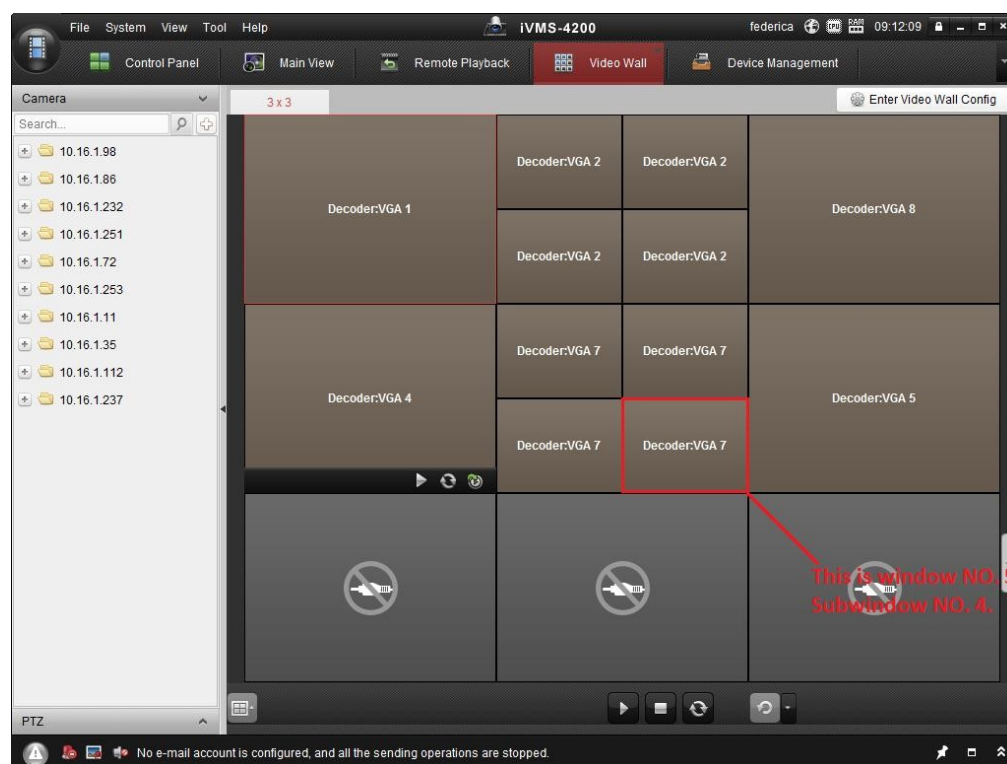 File System View Tool Help iVMS-4200 federica CPU RAM 09:12:09
Control Panel Main View Remote Playback Video Wall Device Management
Camera 3 x 3 Enter Video Wall Config
Search...
10.16.1.98
10.16.1.86
10.16.1.232
10.16.1.251
10.16.1.72
10.16.1.253
10.16.1.11
10.16.1.35
10.16.1.112
10.16.1.237
Decoder:VGA 1
Decoder:VGA 2 Decoder:VGA 2
Decoder:VGA 2 Decoder:VGA 2
Decoder:VGA 8
Decoder:VGA 4
Decoder:VGA 7 Decoder:VGA 7
Decoder:VGA 7 Decoder:VGA 7
Decoder:VGA 5
This is window NO. 5
Subwindow NO. 4.
PTZ
No e-mail account is configured, and all the sending operations are stopped.